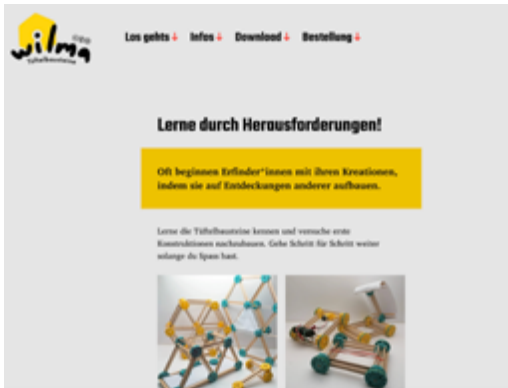 wilma
Tüftelbausteine
Los gehts ↓ Infos ↓ Download ↓ Bestellung ↓
Lerne durch Herausforderungen!
Oft beginnen Erfinder*innen mit ihren Kreationen,
indem sie auf Entdeckungen anderer aufbauen.
Lerne die Tüftelbausteine kennen und versuche erste
Konstruktionen nachzubauen. Gehe Schritt für Schritt weiter
solange du Spass hast.